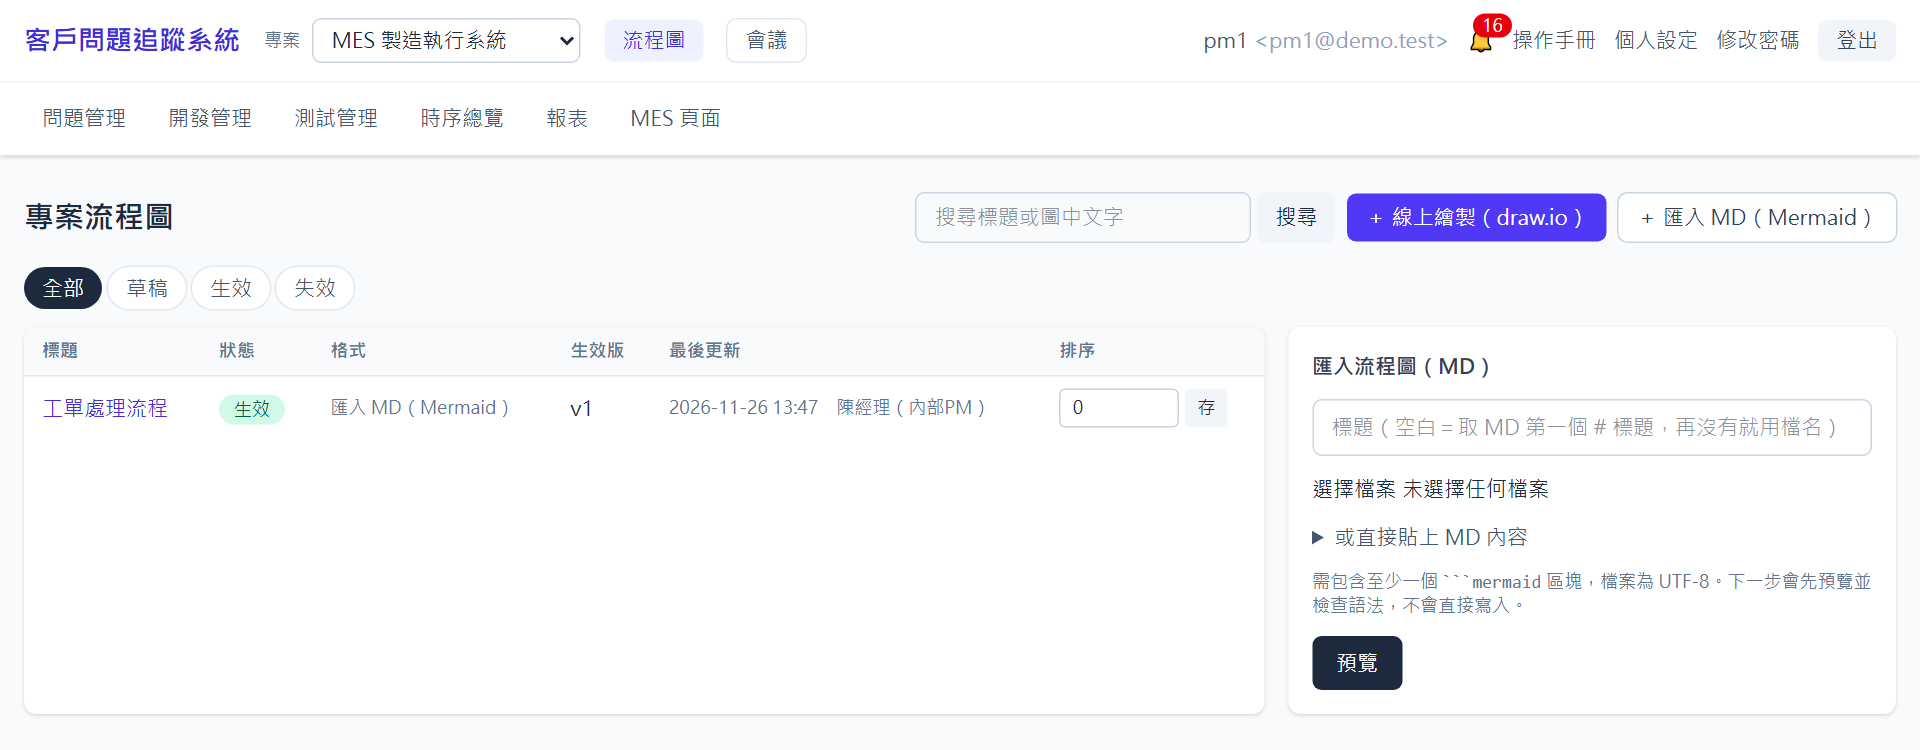 客戶問題追蹤系統 專案 MES 製造執行系統 流程圖 會議 pm1 <pm1@demo.test> 16 操作手冊 個人設定 修改密碼 登出
問題管理 開發管理 測試管理 時序總覽 報表 MES 頁面
專案流程圖 搜尋標題或圖中文字 搜尋 + 線上繪製（draw.io） + 匯入 MD（Mermaid）
全部 草稿 生效 失效
標題 狀態 格式 生效版 最後更新 排序
工單處理流程 生效 匯入 MD（Mermaid） v1 2026-11-26 13:47 陳經理（內部PM） 0 存
匯入流程圖（MD）
標題（空白 = 取 MD 第一個 # 標題，再沒有就用檔名）
選擇檔案 未選擇任何檔案
▶ 或直接貼上 MD 內容
需包含至少一個 ```mermaid 區塊，檔案為 UTF-8。下一步會先預覽並
檢查語法，不會直接寫入。
預覽